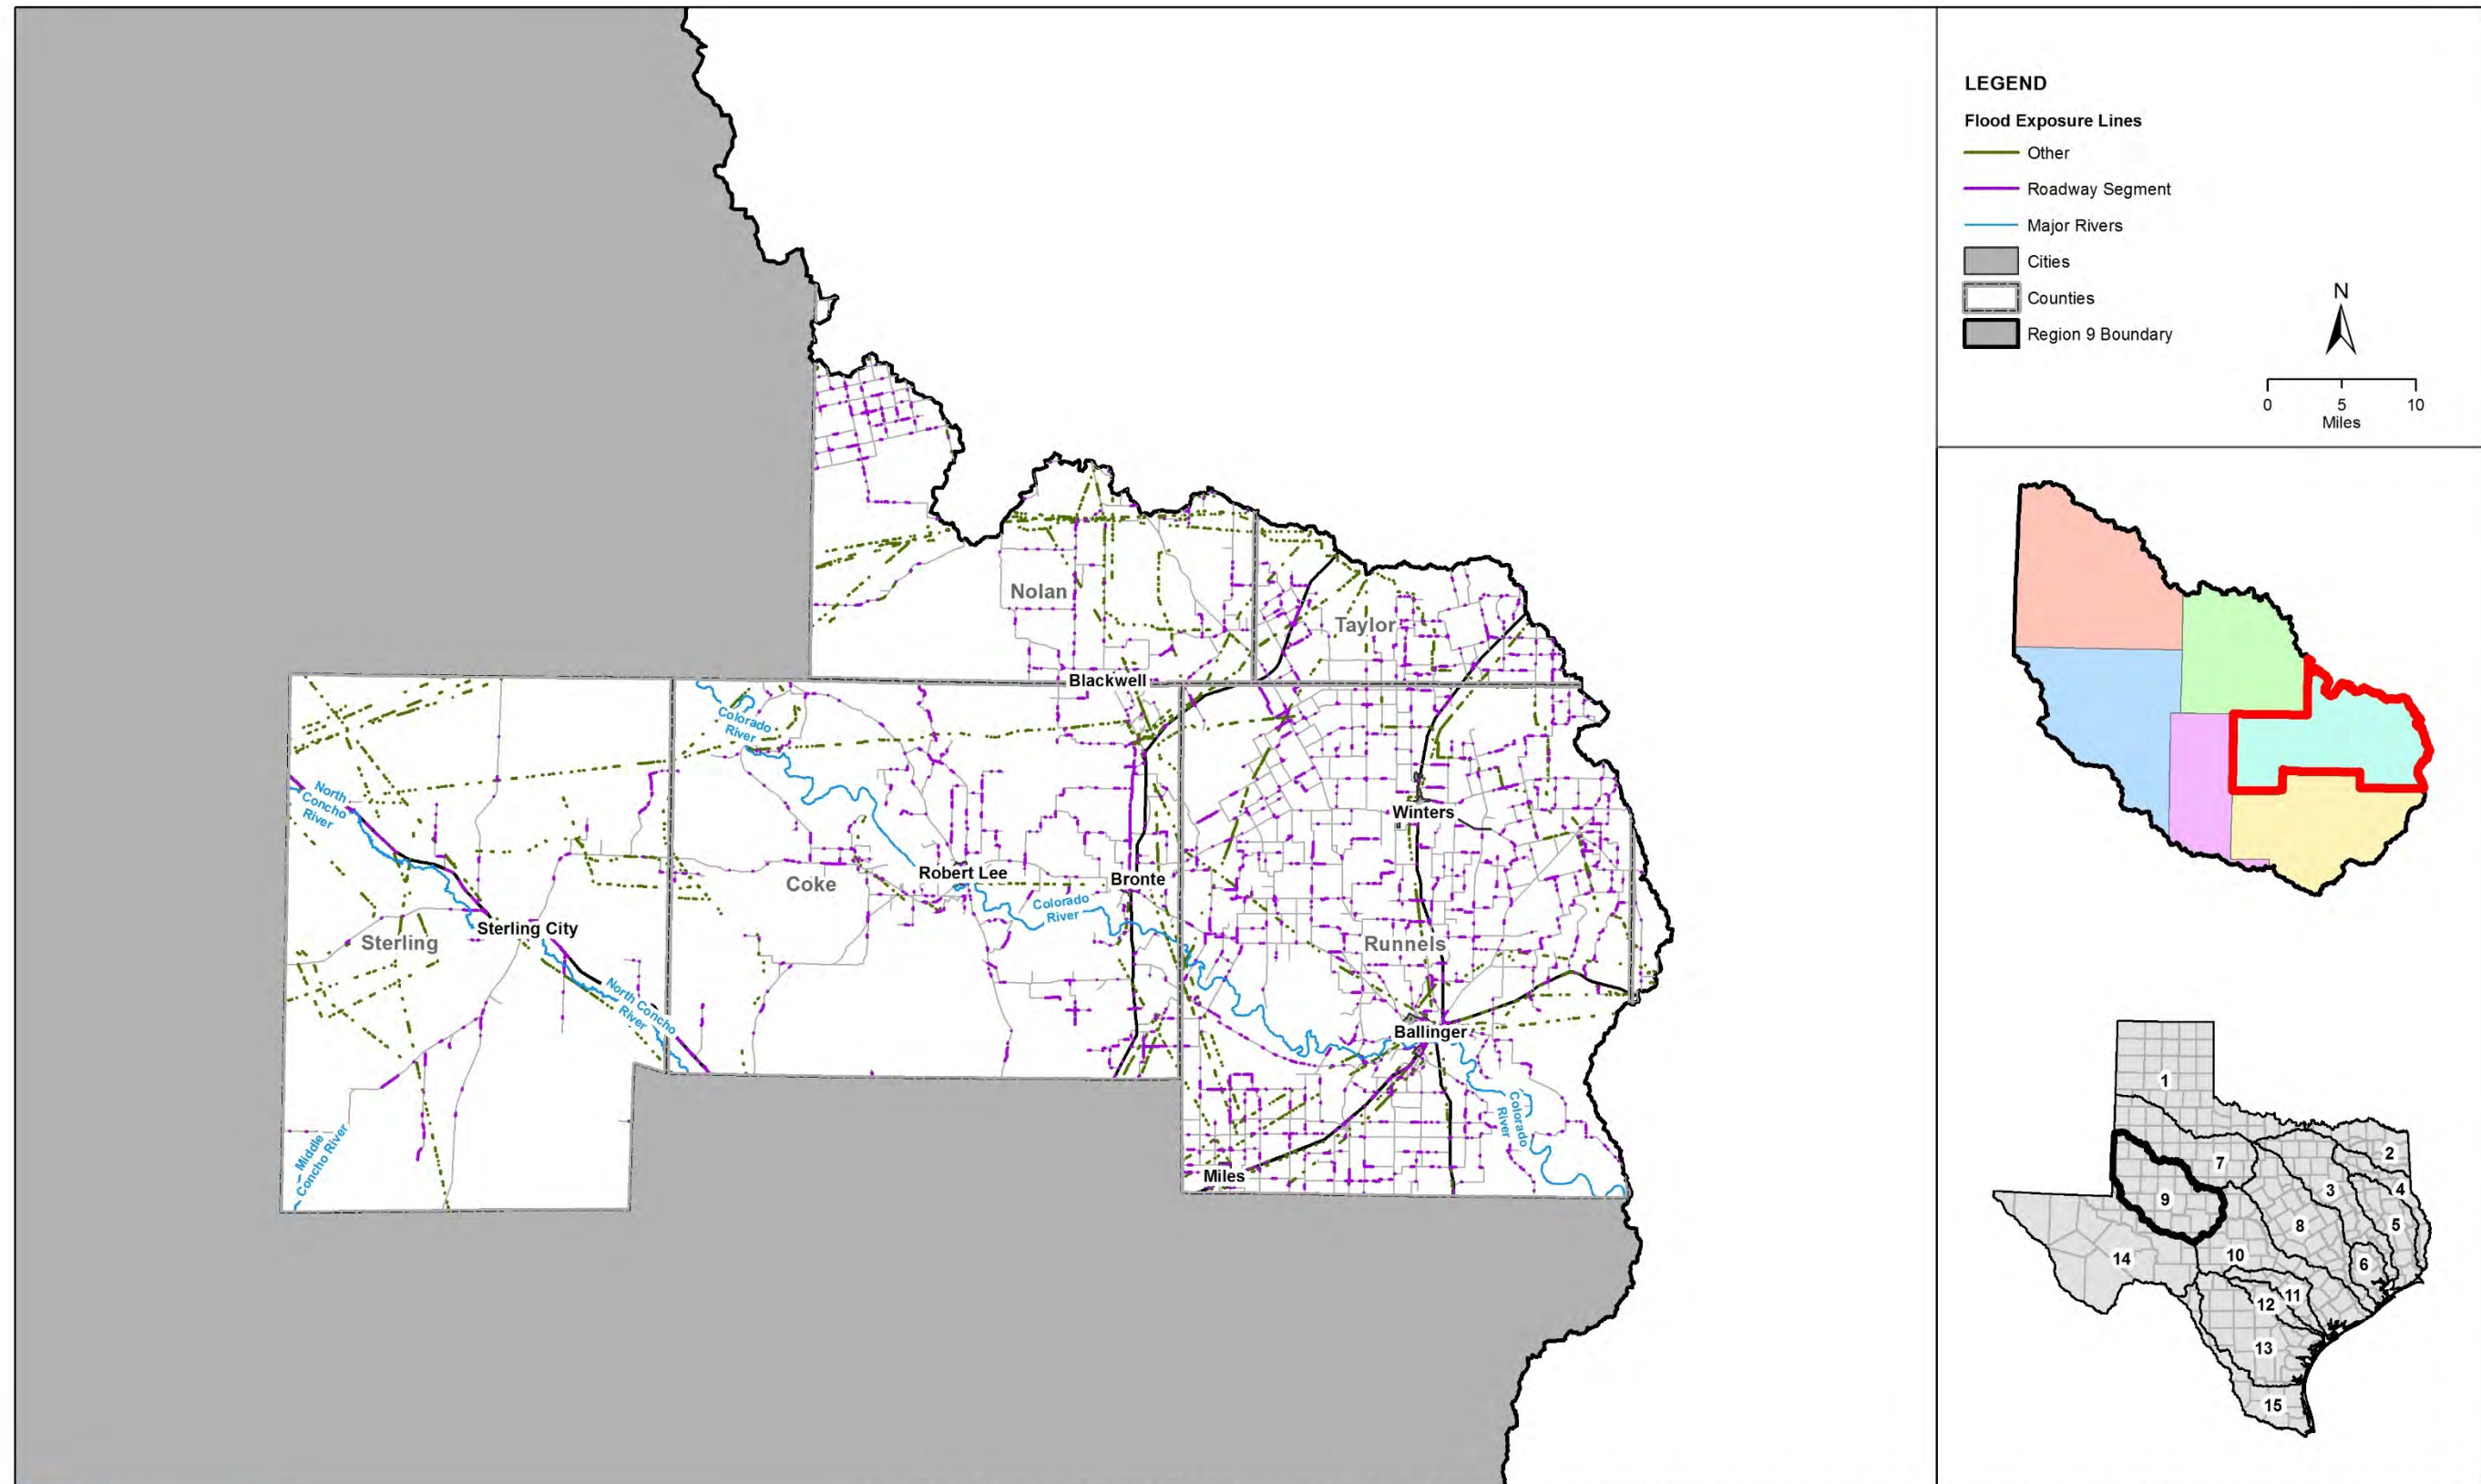 LEGEND
Flood Exposure Lines
Other
Roadway Segment
Major Rivers
Cities
Counties
Region 9 Boundary
N
0 5 10
Miles
Nolan
Taylor
Blackwell
Colorado
River
North
Concho
River
Winters
Coke
Robert Lee
Bronte
Colorado
River
Sterling City
Sterling
Runnels
North Concho
River
Ballinger
Colorado
River
Middle
Concho River
Miles
1
2
7
3
4
9
8
5
10
14
6
11
12
13
15